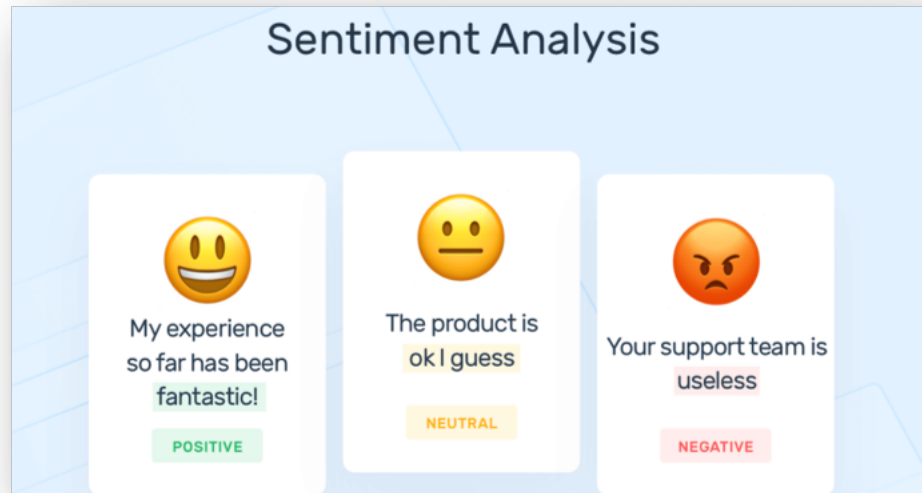 Sentiment Analysis
My experience
so far has been
fantastic!
POSITIVE
The product is
ok I guess
NEUTRAL
Your support team is
useless
NEGATIVE